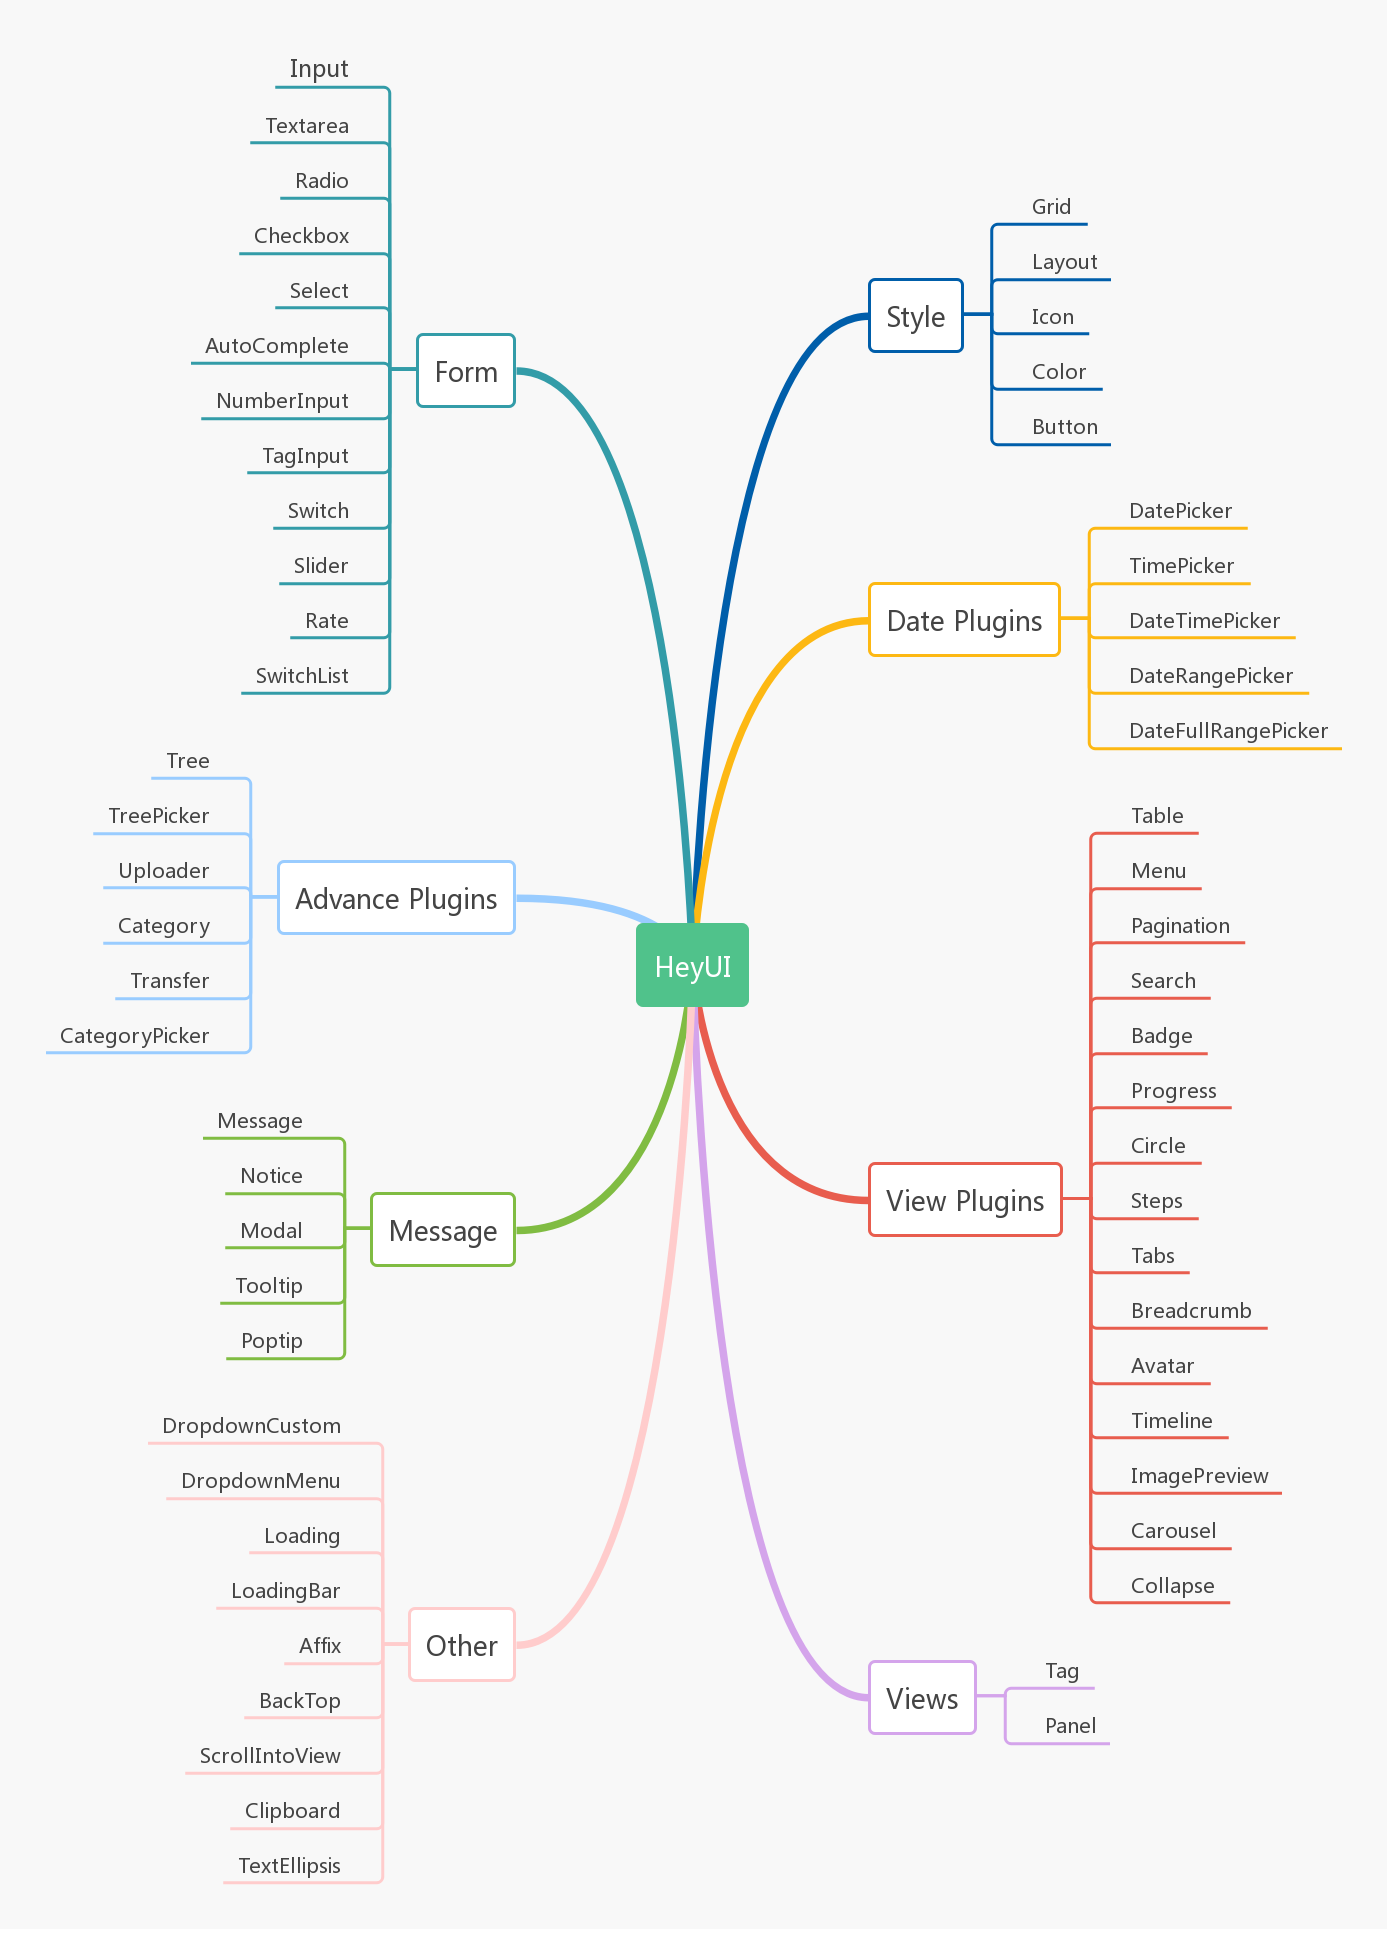 HeyUI
Form
Input
Textarea
Radio
Checkbox
Select
AutoComplete
NumberInput
TagInput
Switch
Slider
Rate
SwitchList
Advance Plugins
Tree
TreePicker
Uploader
Category
Transfer
CategoryPicker
Message
Message
Notice
Modal
Tooltip
Poptip
Other
DropdownCustom
DropdownMenu
Loading
LoadingBar
Affix
BackTop
ScrollIntoView
Clipboard
TextEllipsis
Style
Grid
Layout
Icon
Color
Button
Date Plugins
DatePicker
TimePicker
DateTimePicker
DateRangePicker
DateFullRangePicker
View Plugins
Table
Menu
Pagination
Search
Badge
Progress
Circle
Steps
Tabs
Breadcrumb
Avatar
Timeline
ImagePreview
Carousel
Collapse
Views
Tag
Panel